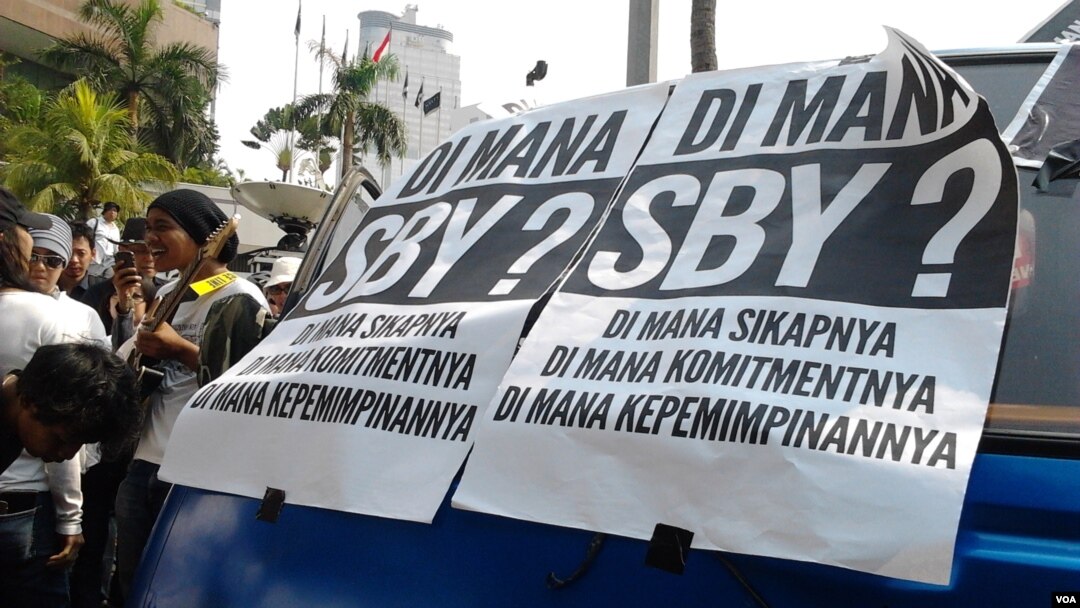 DI MANA
SBY ?
DI MANA SIKAPNYA
DI MANA KOMITMENTNYA
DI MANA KEPEMIMPINANNYA
DI MANA
SBY ?
DI MANA SIKAPNYA
DI MANA KOMITMENTNYA
DI MANA KEPEMIMPINANNYA
VOA